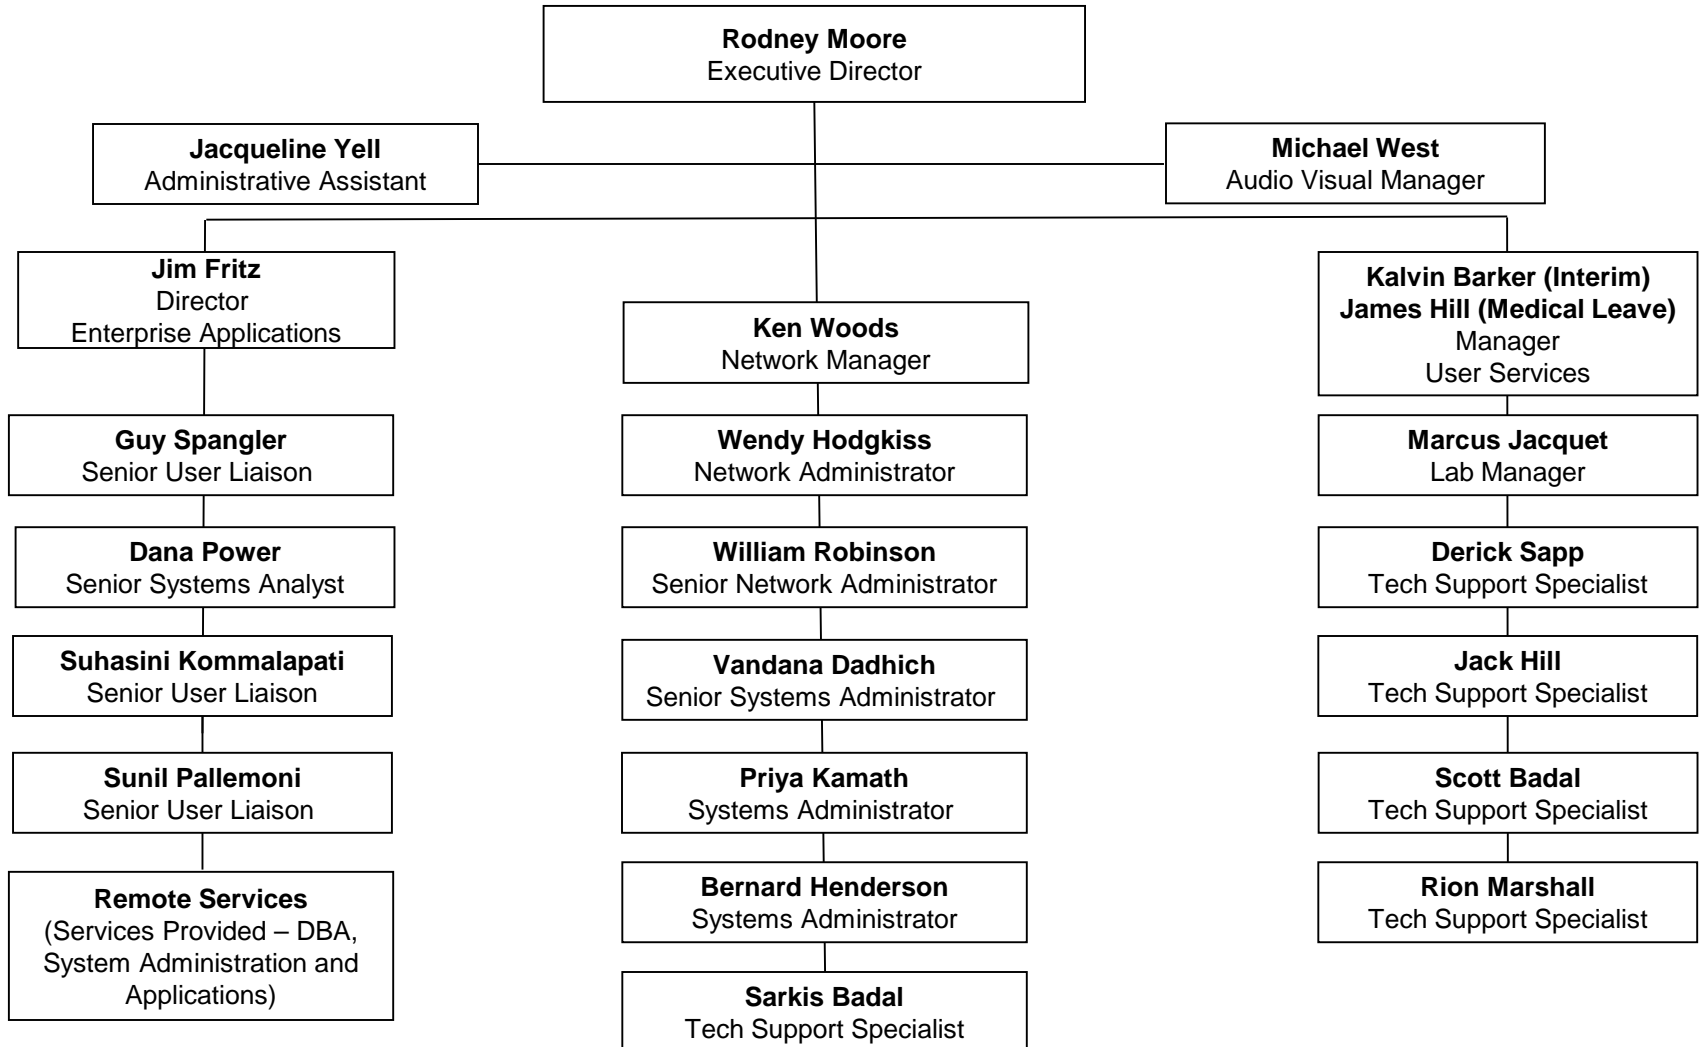 Rodney Moore
Executive Director
Jacqueline Yell
Administrative Assistant
Michael West
Audio Visual Manager
Jim Fritz
Director
Enterprise Applications
Guy Spangler
Senior User Liaison
Dana Power
Senior Systems Analyst
Suhasini Kommalapati
Senior User Liaison
Sunil Pallemoni
Senior User Liaison
Remote Services
(Services Provided – DBA,
System Administration and
Applications)
Ken Woods
Network Manager
Wendy Hodgkiss
Network Administrator
William Robinson
Senior Network Administrator
Vandana Dadhich
Senior Systems Administrator
Priya Kamath
Systems Administrator
Bernard Henderson
Systems Administrator
Sarkis Badal
Tech Support Specialist
Kalvin Barker (Interim)
James Hill (Medical Leave)
Manager
User Services
Marcus Jacquet
Lab Manager
Derick Sapp
Tech Support Specialist
Jack Hill
Tech Support Specialist
Scott Badal
Tech Support Specialist
Rion Marshall
Tech Support Specialist